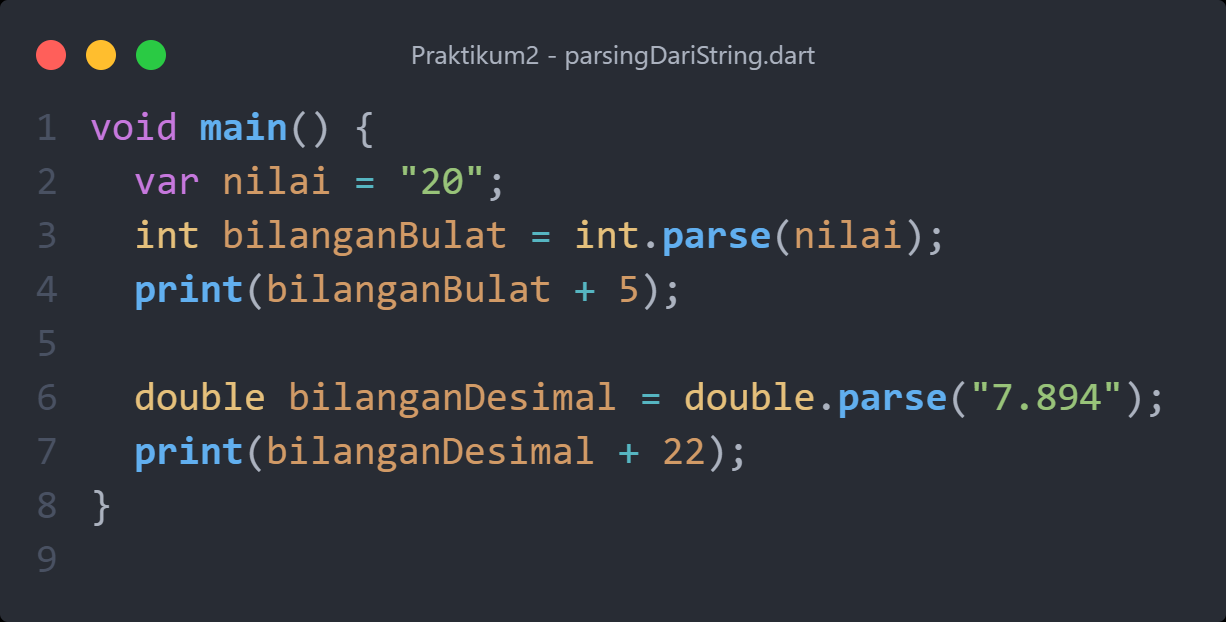 Praktikum2 - parsingDariString.dart
1 void main() {
2   var nilai = "20";
3   int bilanganBulat = int.parse(nilai);
4   print(bilanganBulat + 5);
5
6   double bilanganDesimal = double.parse("7.894");
7   print(bilanganDesimal + 22);
8 }
9